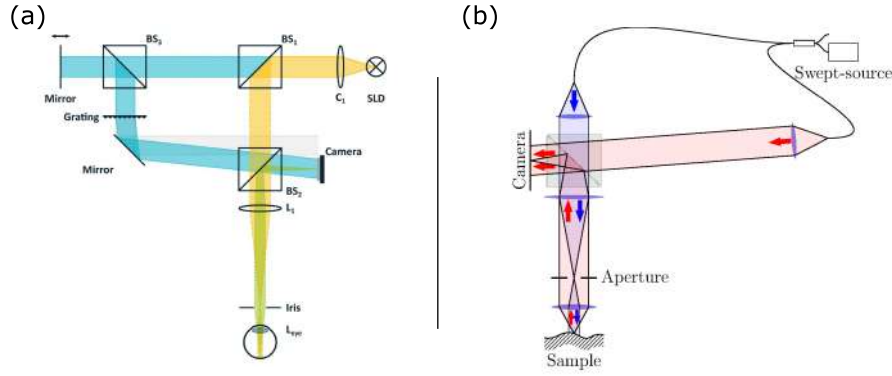 (a)
BS₃
BS₁
Mirror
C₁
SLD
Grating
Mirror
Camera
BS₂
L₁
Iris
Leye
(b)
Swept-source
Camera
Aperture
Sample